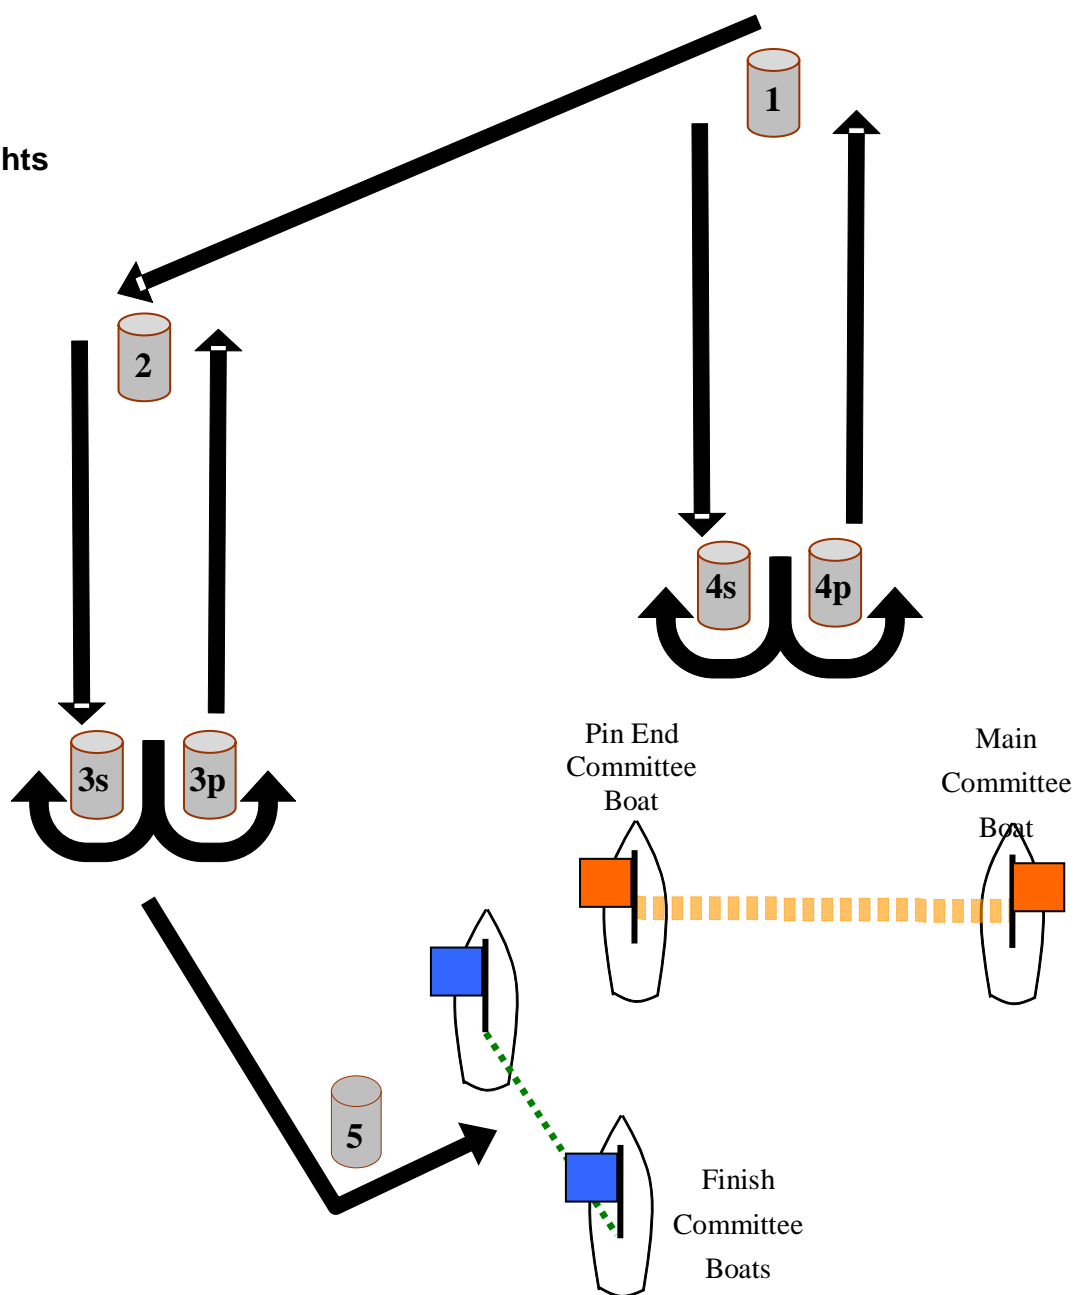 1
hts
2
4s
4p
Pin End
Committee
Boat
Main
Committee
Boat
3s
3p
5
Finish
Committee
Boats